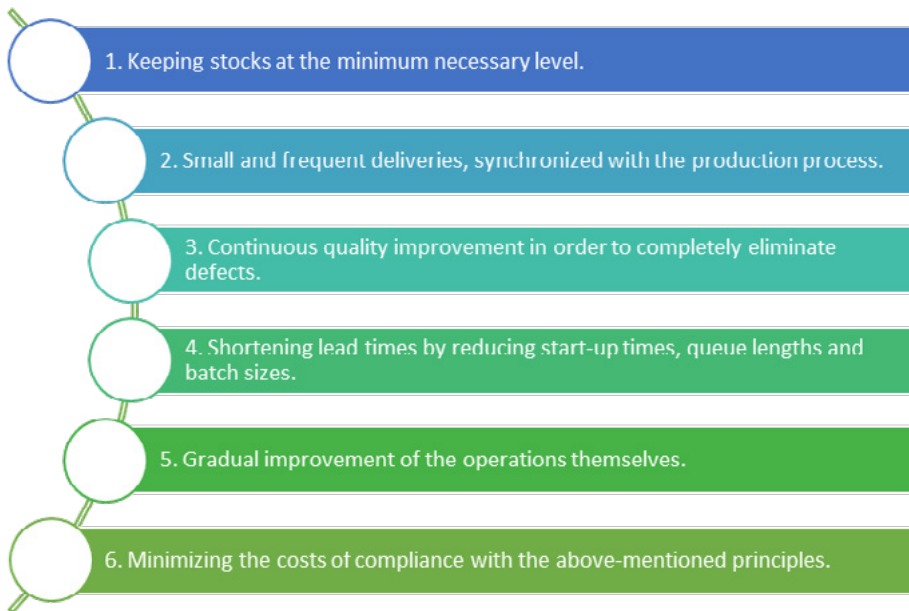 1. Keeping stocks at the minimum necessary level.
2. Small and frequent deliveries, synchronized with the production process.
3. Continuous quality improvement in order to completely eliminate
defects.
4. Shortening lead times by reducing start-up times, queue lengths and
batch sizes.
5. Gradual improvement of the operations themselves.
6. Minimizing the costs of compliance with the above-mentioned principles.